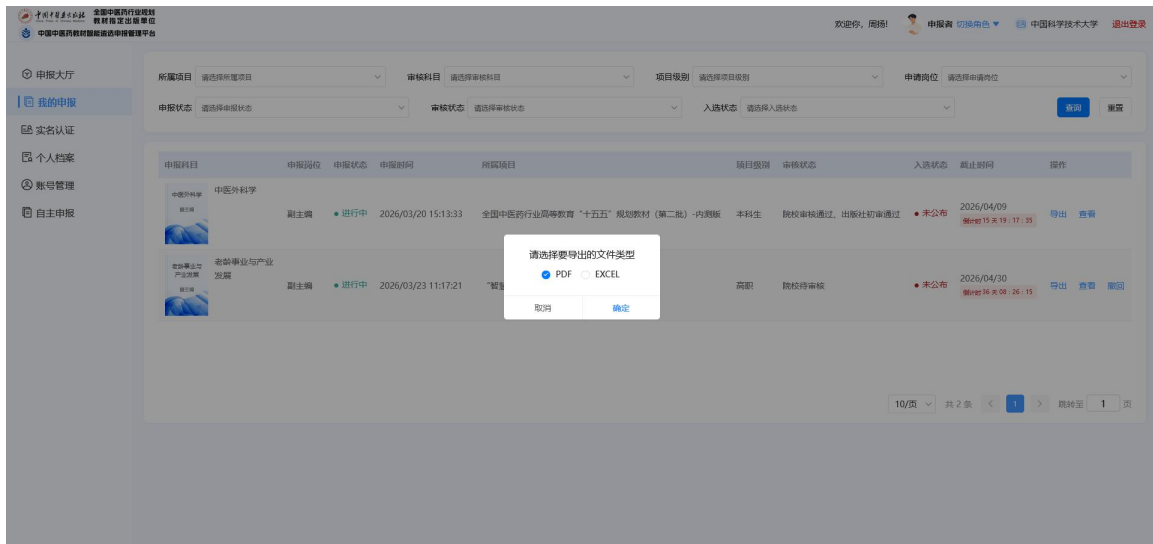 全国中医药行业规划
教材指定出版单位
中国中医药教材智能遴选申报管理平台
欢迎你，周扬!
申报者 切换角色
中国科学技术大学
退出登录
申报大厅
我的申报
实名认证
个人档案
账号管理
自主申报
所属项目 请选择所属项目
审核科目 请选择审核科目
项目级别 请选择项目级别
申请岗位 请选择申请岗位
申报状态 请选择申报状态
审核状态 请选择审核状态
入选状态 请选择入选状态
查询 重置
申报科目 申报岗位 申报状态 申报时间 所属项目 项目级别 审核状态 入选状态 截止时间 操作
中医外科学
中医外科学
副主编 进行中 2026/03/20 15:13:33 全国中医药行业高等教育“十五五”规划教材（第二批）-内测版 本科生 院校审核通过，出版社初审通过 未公布 2026/04/09
倒计时 15 天 19 : 17 : 35
导出 查看
老龄事业与
产业发展
老龄事业与产业
发展
副主编 进行中 2026/03/23 11:17:21 “智 高职 院校待审核 未公布 2026/04/30
倒计时 36 天 08 : 26 : 15
导出 查看 撤回
请选择要导出的文件类型
PDF EXCEL
取消 确定
10/页 共 2 条 1 跳转至 1 页